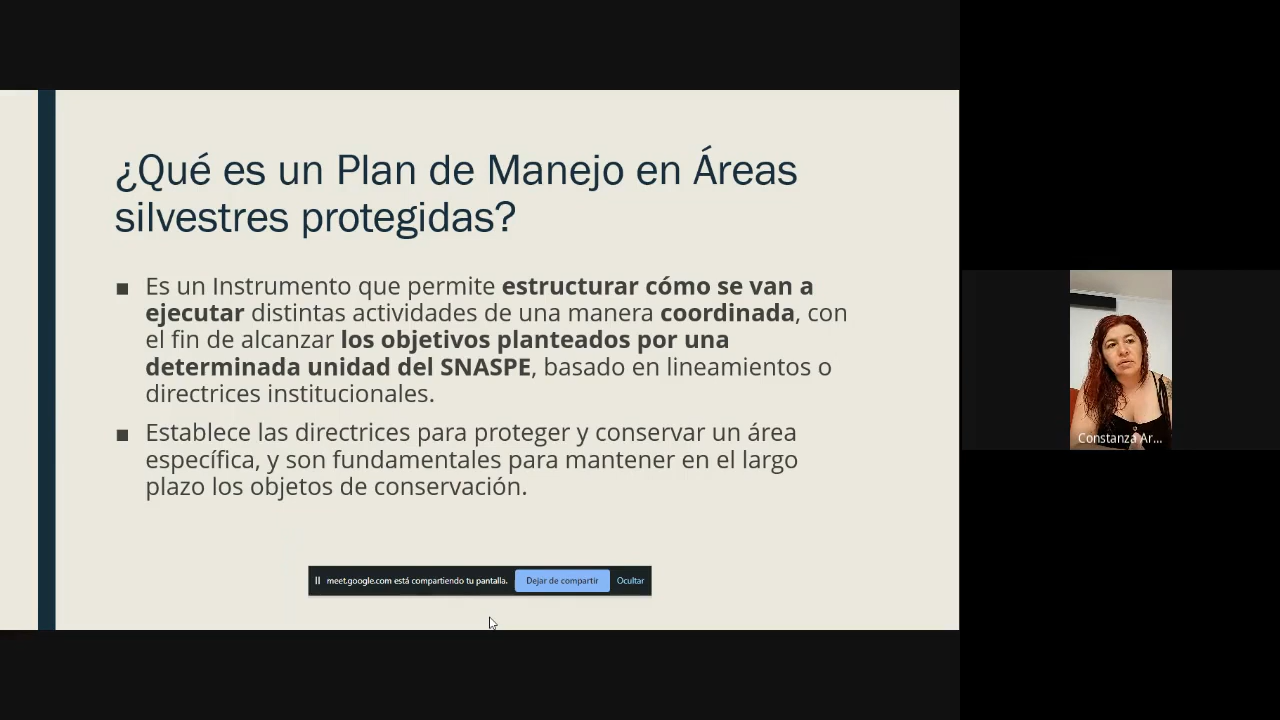 ¿Qué es un Plan de Manejo en Áreas
silvestres protegidas?
▪ Es un Instrumento que permite estructurar cómo se van a
ejecutar distintas actividades de una manera coordinada, con
el fin de alcanzar los objetivos planteados por una
determinada unidad del SNASPE, basado en lineamientos o
directrices institucionales.
▪ Establece las directrices para proteger y conservar un área
específica, y son fundamentales para mantener en el largo
plazo los objetos de conservación.
meet.google.com está compartiendo tu pantalla. Dejar de compartir Ocultar
Constanza Ar...